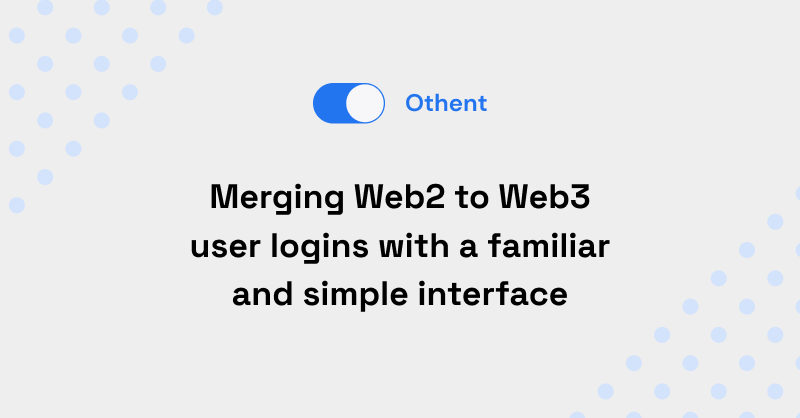 Othent
Merging Web2 to Web3
user logins with a familiar
and simple interface